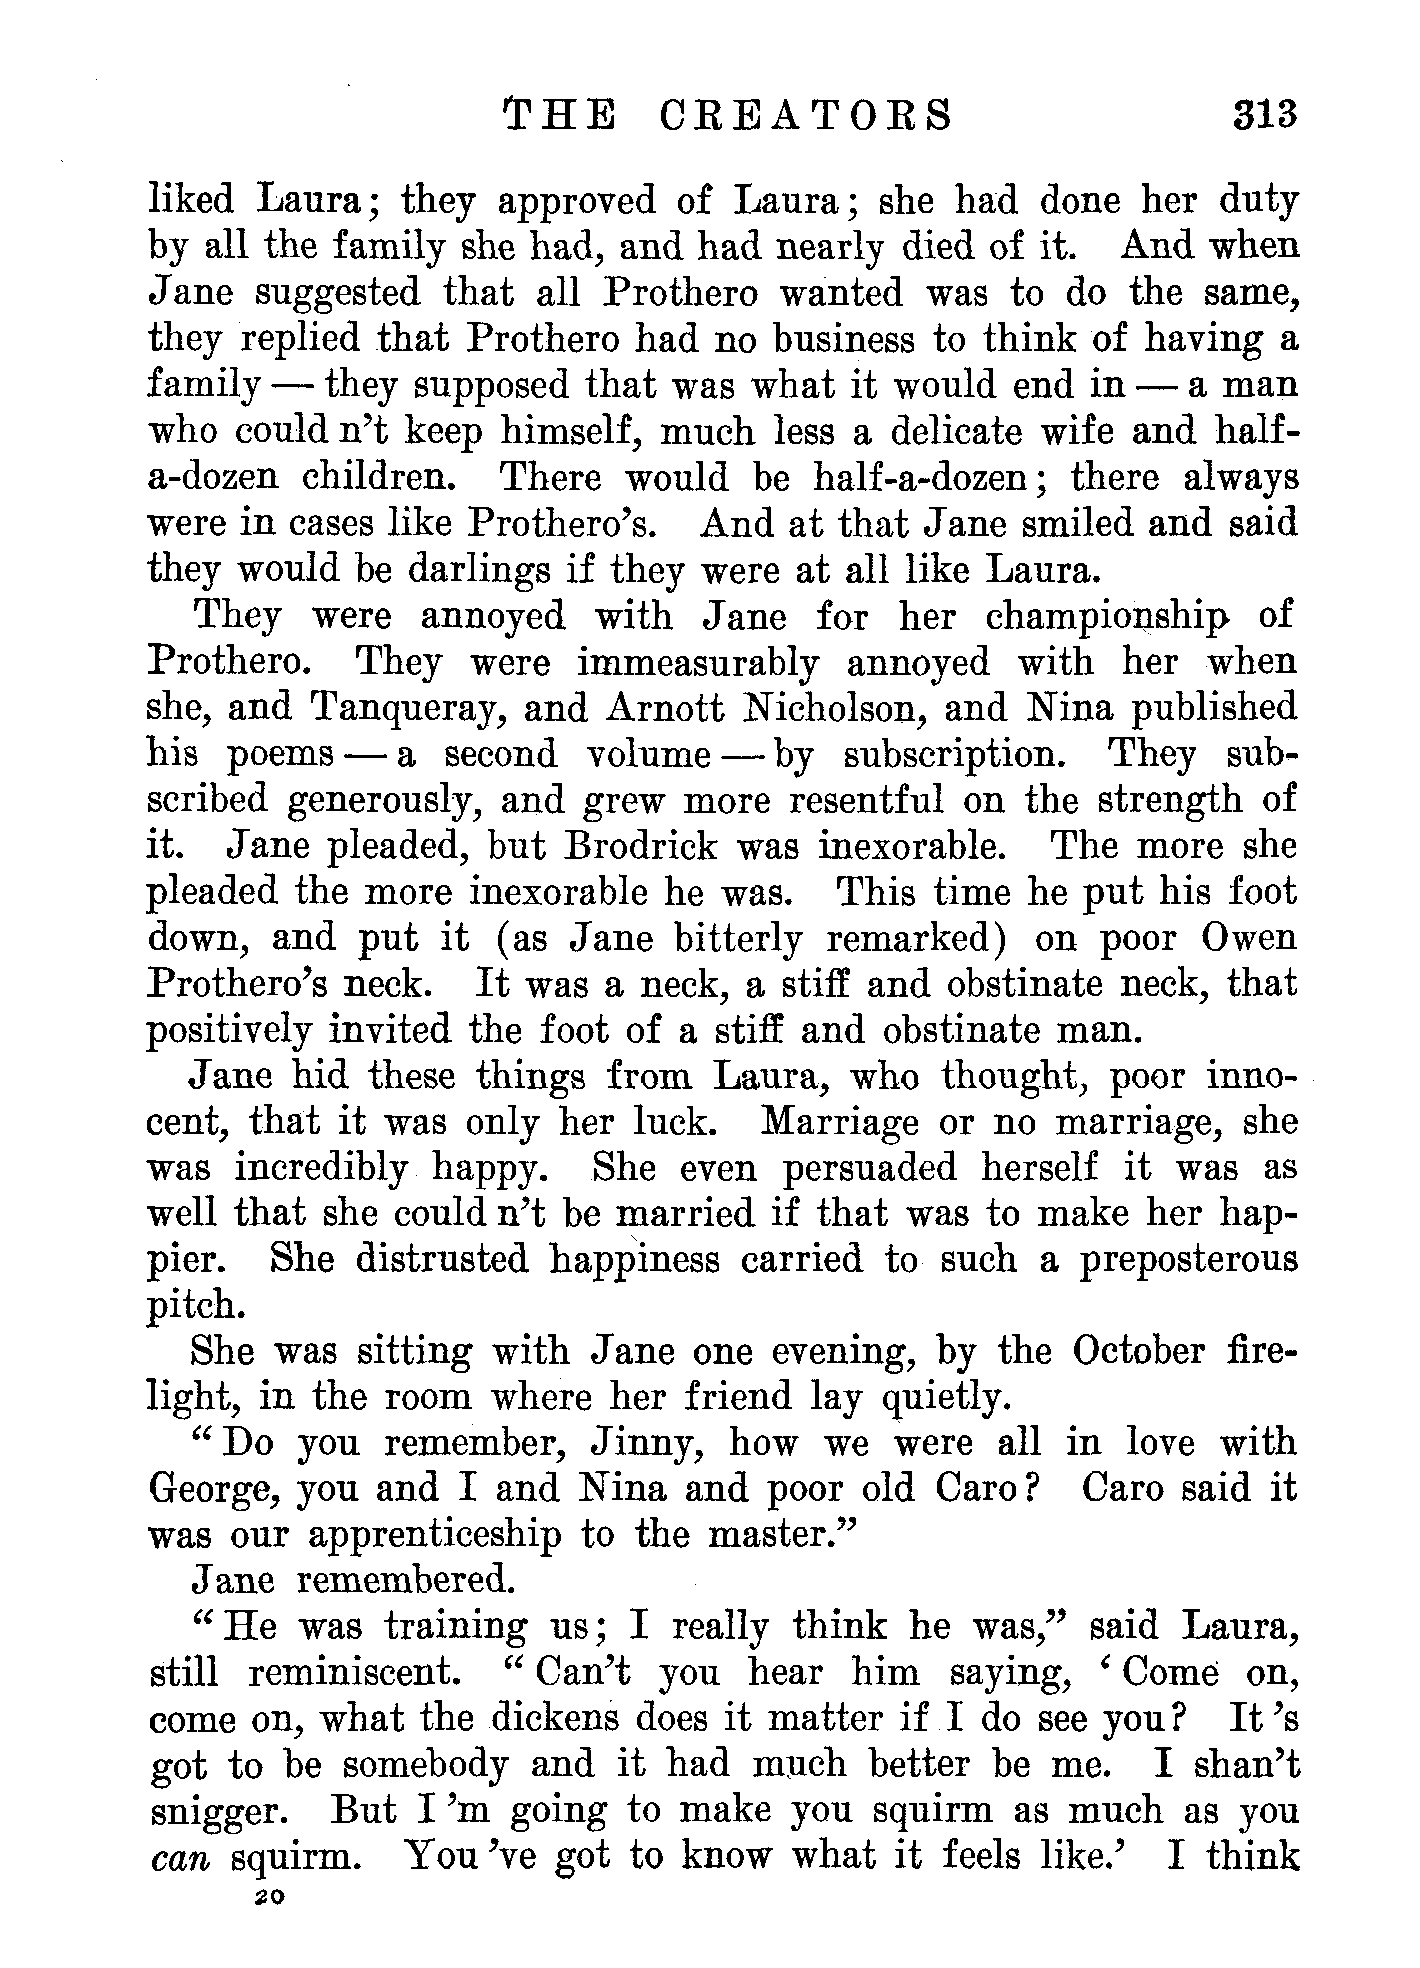 THE CREATORS 313
liked Laura; they approved of Laura; she had done her duty
by all the family she had, and had nearly died of it. And when
Jane suggested that all Prothero wanted was to do the same,
they replied that Prothero had no business to think of having a
family — they supposed that was what it would end in — a man
who could n't keep himself, much less a delicate wife and half-
a-dozen children. There would be half-a-dozen; there always
were in cases like Prothero's. And at that Jane smiled and said
they would be darlings if they were at all like Laura.
They were annoyed with Jane for her championship of
Prothero. They were immeasurably annoyed with her when
she, and Tanqueray, and Arnott Nicholson, and Nina published
his poems — a second volume — by subscription. They sub-
scribed generously, and grew more resentful on the strength of
it. Jane pleaded, but Brodrick was inexorable. The more she
pleaded the more inexorable he was. This time he put his foot
down, and put it (as Jane bitterly remarked) on poor Owen
Prothero's neck. It was a neck, a stiff and obstinate neck, that
positively invited the foot of a stiff and obstinate man.
Jane hid these things from Laura, who thought, poor inno-
cent, that it was only her luck. Marriage or no marriage, she
was incredibly happy. She even persuaded herself it was as
well that she could n't be married if that was to make her hap-
pier. She distrusted happiness carried to such a preposterous
pitch.
She was sitting with Jane one evening, by the October fire-
light, in the room where her friend lay quietly.
"Do you remember, Jinny, how we were all in love with
George, you and I and Nina and poor old Caro? Caro said it
was our apprenticeship to the master."
Jane remembered.
"He was training us; I really think he was," said Laura,
still reminiscent. "Can't you hear him saying, 'Come on,
come on, what the dickens does it matter if I do see you? It 's
got to be somebody and it had much better be me. I shan't
snigger. But I 'm going to make you squirm as much as you
can squirm. You 've got to know what it feels like.' I think
20